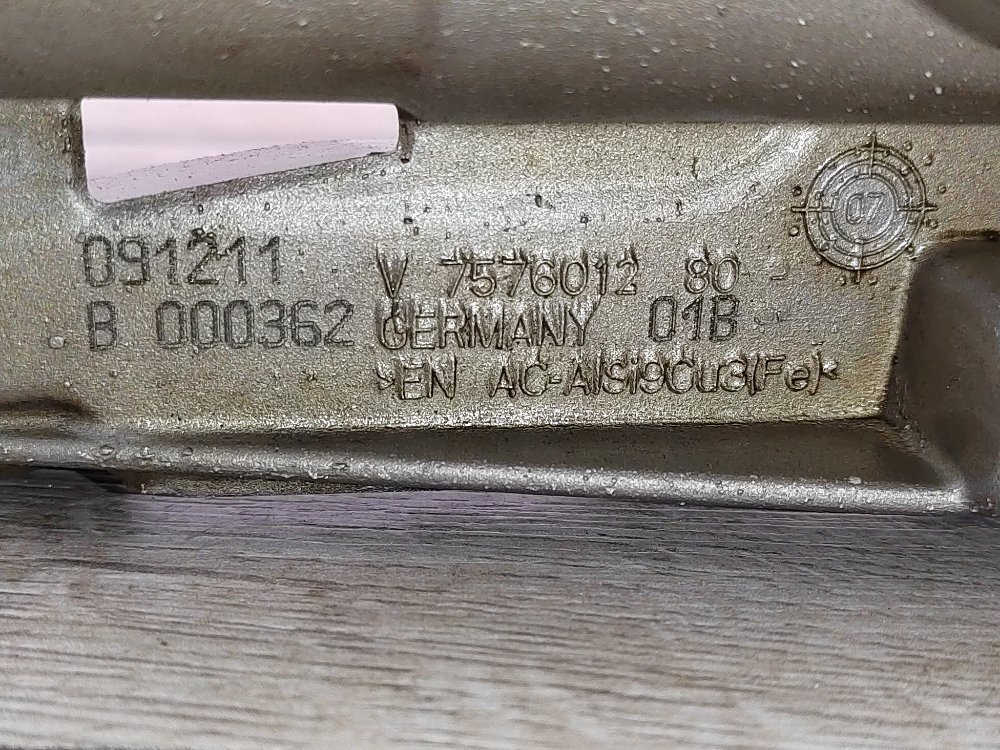 091211
B 000362
V 7576012 80
GERMANY 01B
>EN AC-AlSi9Cu3(Fe)<
07